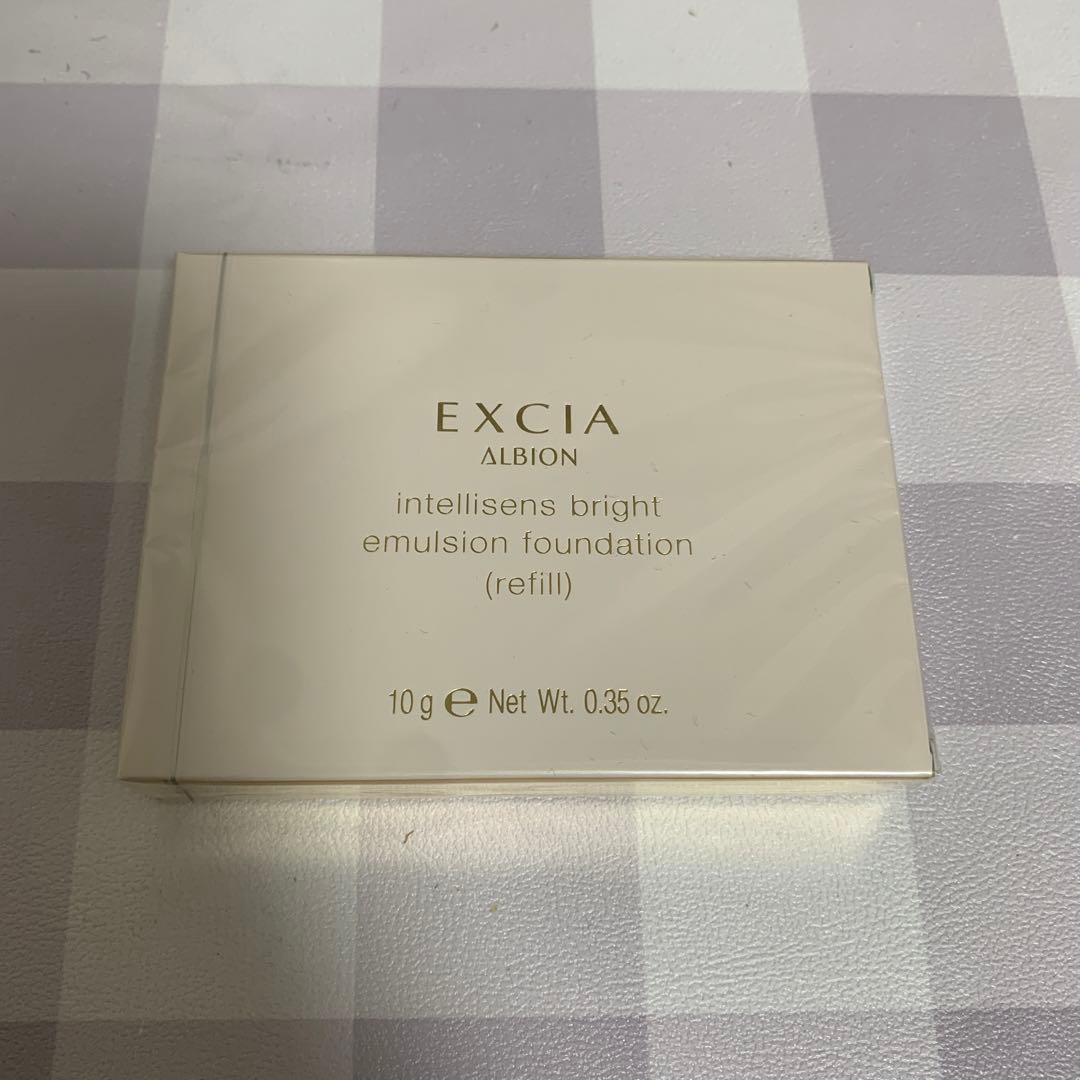 EXCIA
ALBION
intellisens bright
emulsion foundation
(refill)
10 g ℮ Net Wt. 0.35 oz.